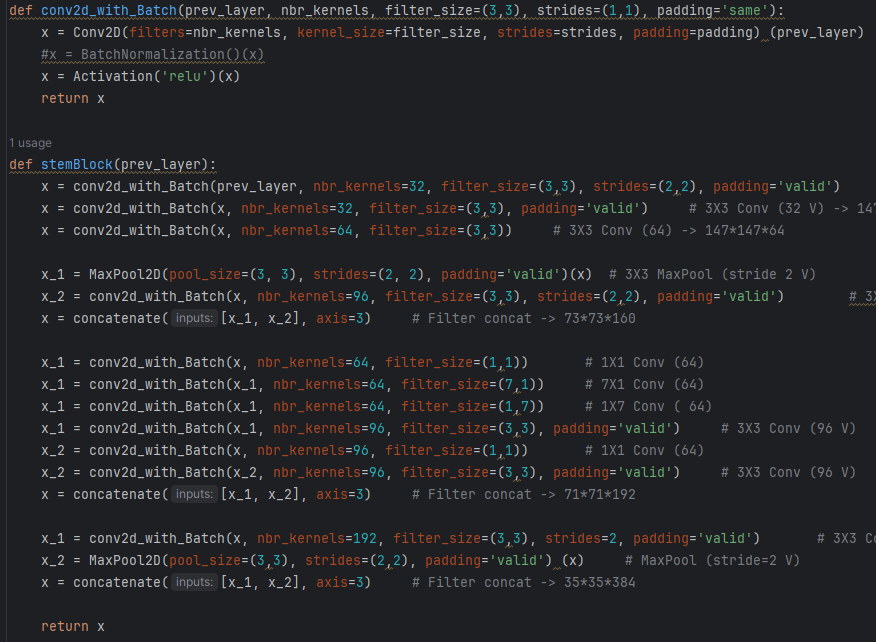 def conv2d_with_Batch(prev_layer, nbr_kernels, filter_size=(3,3), strides=(1,1), padding='same'):
    x = Conv2D(filters=nbr_kernels, kernel_size=filter_size, strides=strides, padding=padding) (prev_layer)
    #x = BatchNormalization()(x)
    x = Activation('relu')(x)
    return x
1 usage
def stemBlock(prev_layer):
    x = conv2d_with_Batch(prev_layer, nbr_kernels=32, filter_size=(3,3), strides=(2,2), padding='valid')
    x = conv2d_with_Batch(x, nbr_kernels=32, filter_size=(3,3), padding='valid')     # 3X3 Conv (32 V) -> 147
    x = conv2d_with_Batch(x, nbr_kernels=64, filter_size=(3,3))     # 3X3 Conv (64) -> 147*147*64
    x_1 = MaxPool2D(pool_size=(3, 3), strides=(2, 2), padding='valid')(x)  # 3X3 MaxPool (stride 2 V)
    x_2 = conv2d_with_Batch(x, nbr_kernels=96, filter_size=(3,3), strides=(2,2), padding='valid')        # 3X
    x = concatenate( inputs: [x_1, x_2], axis=3)     # Filter concat -> 73*73*160
    x_1 = conv2d_with_Batch(x, nbr_kernels=64, filter_size=(1,1))       # 1X1 Conv (64)
    x_1 = conv2d_with_Batch(x_1, nbr_kernels=64, filter_size=(7,1))     # 7X1 Conv (64)
    x_1 = conv2d_with_Batch(x_1, nbr_kernels=64, filter_size=(1,7))     # 1X7 Conv ( 64)
    x_1 = conv2d_with_Batch(x_1, nbr_kernels=96, filter_size=(3,3), padding='valid')     # 3X3 Conv (96 V)
    x_2 = conv2d_with_Batch(x, nbr_kernels=96, filter_size=(1,1))       # 1X1 Conv (64)
    x_2 = conv2d_with_Batch(x_2, nbr_kernels=96, filter_size=(3,3), padding='valid')     # 3X3 Conv (96 V)
    x = concatenate( inputs: [x_1, x_2], axis=3)     # Filter concat -> 71*71*192
    x_1 = conv2d_with_Batch(x, nbr_kernels=192, filter_size=(3,3), strides=2, padding='valid')       # 3X3 Co
    x_2 = MaxPool2D(pool_size=(3,3), strides=(2,2), padding='valid') (x)     # MaxPool (stride=2 V)
    x = concatenate( inputs: [x_1, x_2], axis=3)     # Filter concat -> 35*35*384
    return x